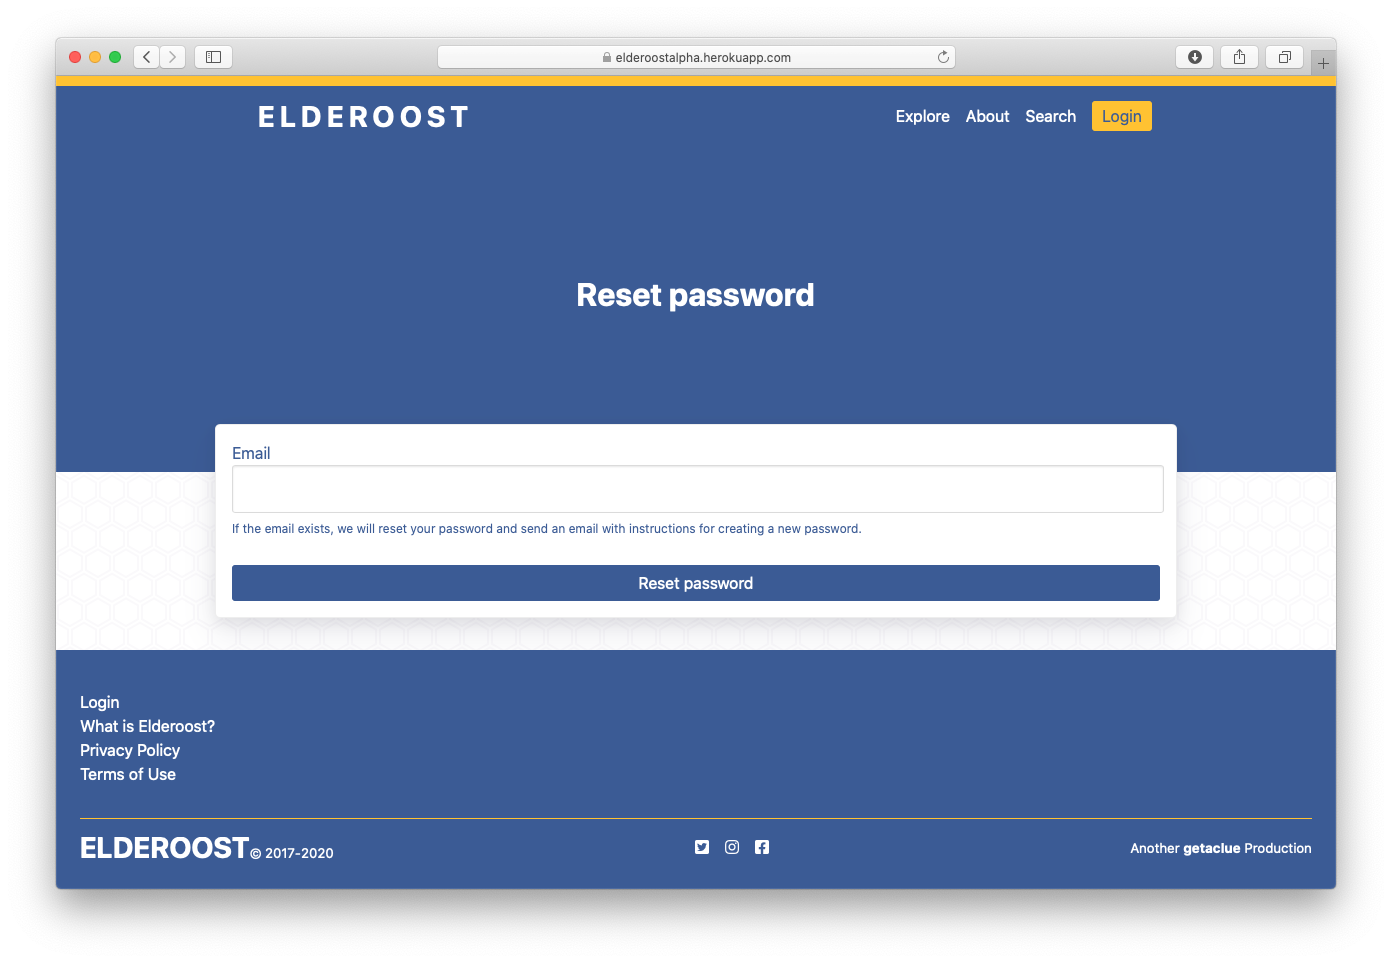 elderoostalpha.herokuapp.com
ELDEROOST
Explore About Search Login
Reset password
Email
If the email exists, we will reset your password and send an email with instructions for creating a new password.
Reset password
Login
What is Elderoost?
Privacy Policy
Terms of Use
ELDEROOST © 2017-2020
Another getaclue Production